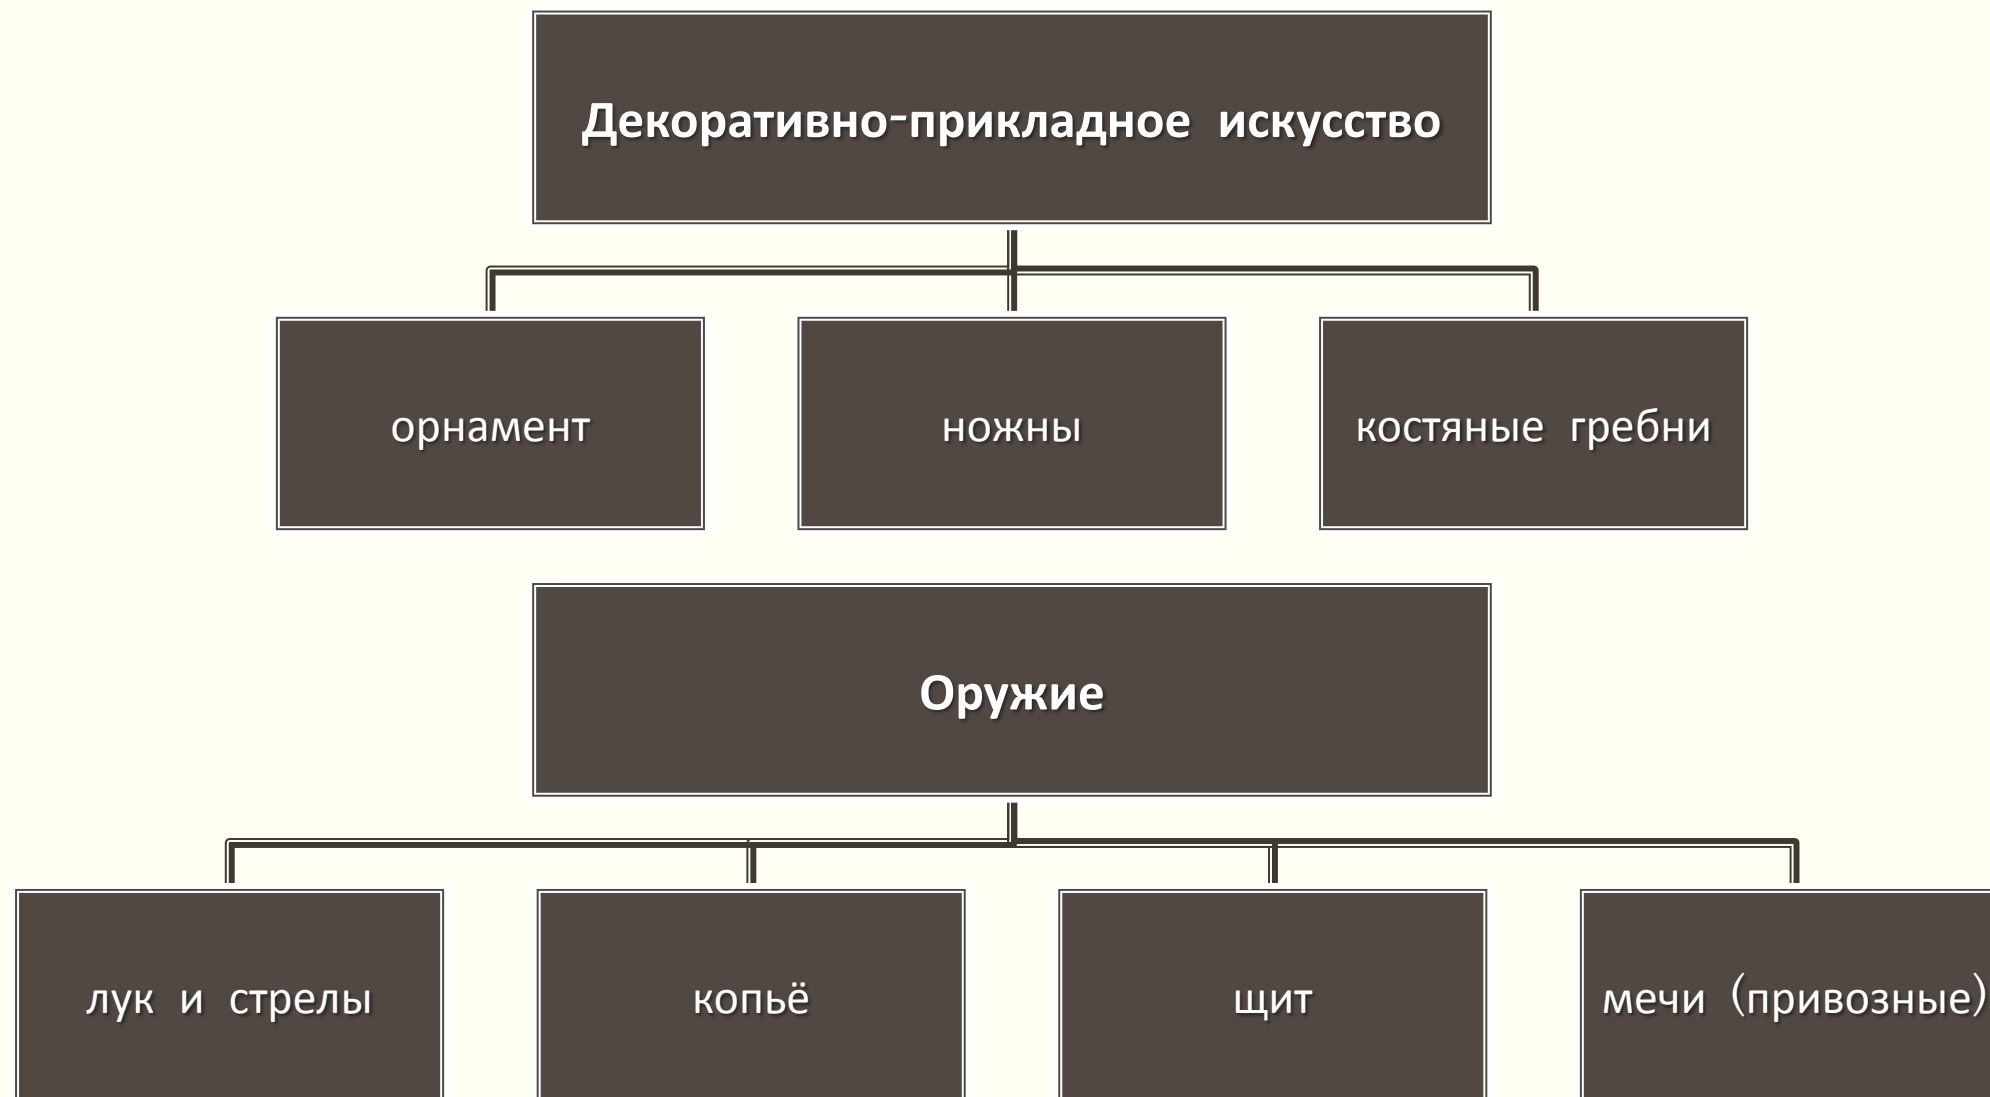 Декоративно-прикладное искусство
орнамент
ножны
костяные гребни
Оружие
лук и стрелы
копьё
щит
мечи (привозные)